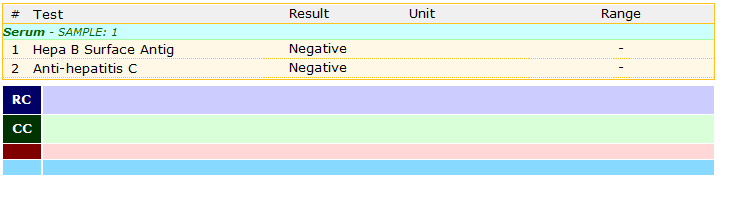 # Test Result Unit Range
Serum - SAMPLE: 1
1 Hepa B Surface Antig Negative -
2 Anti-hepatitis C Negative -
RC
CC